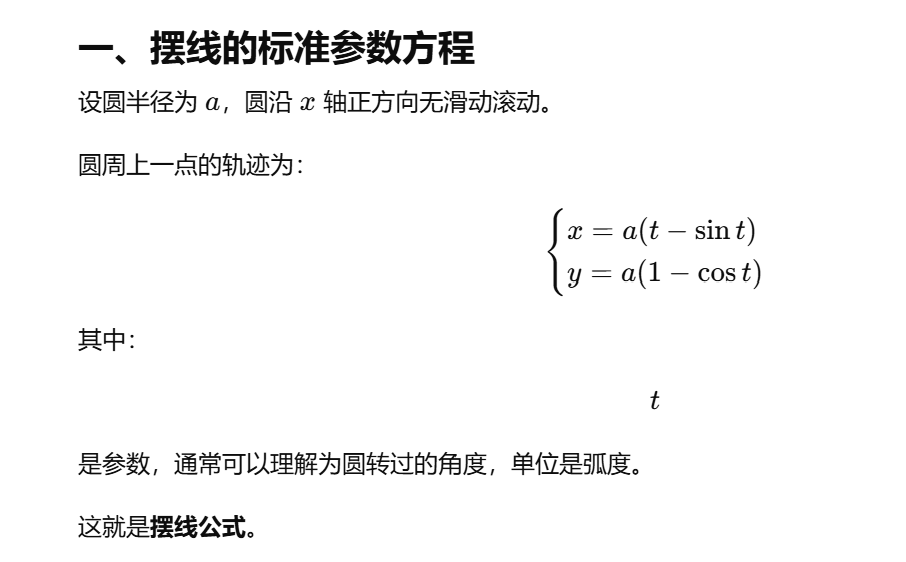 一、摆线的标准参数方程
设圆半径为 a，圆沿 x 轴正方向无滑动滚动。
圆周上一点的轨迹为：
x = a(t − sin t)
y = a(1 − cos t)
其中：
t
是参数，通常可以理解为圆转过的角度，单位是弧度。
这就是摆线公式。